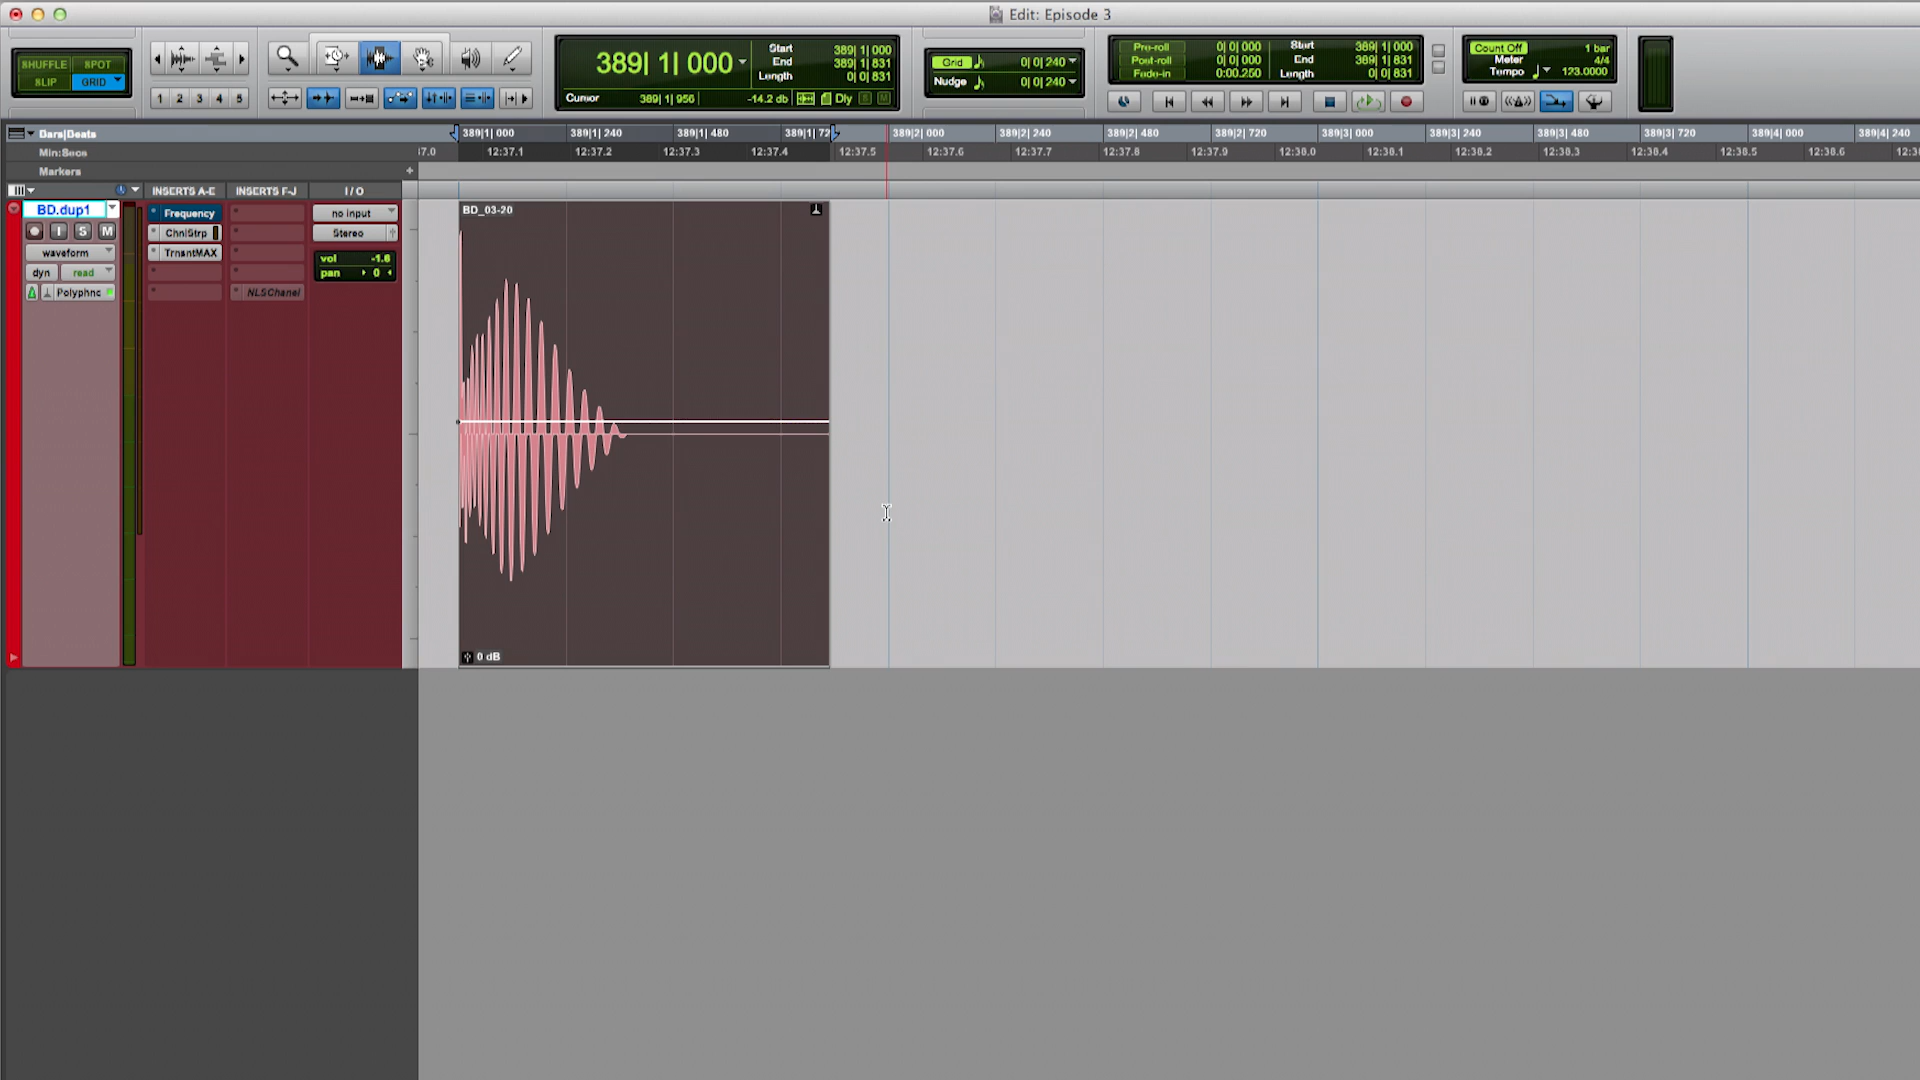 Edit: Episode 3
SHUFFLE SPOT
SLIP GRID
1 2 3 4 5
389| 1| 000
Start 389| 1| 000
End 389| 1| 831
Length 0| 0| 831
Cursor 389| 1| 956 -14.2 db Dly S M
Grid 0| 0| 240
Nudge 0| 0| 240
Pre-roll 0| 0| 000 Start 389| 1| 000
Post-roll 0| 0| 000 End 389| 1| 831
Fade-in 0:00.250 Length 0| 0| 831
Count Off 1 bar
Meter 4/4
Tempo 123.0000
Bars|Beats 389|1| 000 389|1| 240 389|1| 480 389|1| 72 389|2| 000 389|2| 240 389|2| 480 389|2| 720 389|3| 000 389|3| 240 389|3| 480 389|3| 720 389|4| 000 389|4| 240
Min:Secs 12:37.1 12:37.2 12:37.3 12:37.4 12:37.5 12:37.6 12:37.7 12:37.8 12:37.9 12:38.0 12:38.1 12:38.2 12:38.3 12:38.4 12:38.5 12:38.6
Markers
INSERTS A-E INSERTS F-J I / O
BD.dup1 Frequency no input BD_03-20
I S M ChnlStrp Stereo
waveform TrnsntMAX vol -1.6
dyn read pan 0
Polyphnc NLSChanel
0 dB